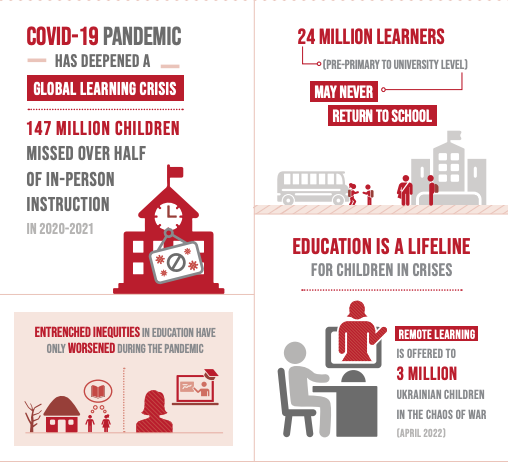 COVID-19 PANDEMIC
HAS DEEPENED A
GLOBAL LEARNING CRISIS
147 MILLION CHILDREN
MISSED OVER HALF
OF IN-PERSON
INSTRUCTION
IN 2020-2021
ENTRENCHED INEQUITIES IN EDUCATION HAVE
ONLY WORSENED DURING THE PANDEMIC
24 MILLION LEARNERS
(PRE-PRIMARY TO UNIVERSITY LEVEL)
MAY NEVER
RETURN TO SCHOOL
EDUCATION IS A LIFELINE
FOR CHILDREN IN CRISES
REMOTE LEARNING
IS OFFERED TO
3 MILLION
UKRAINIAN CHILDREN
IN THE CHAOS OF WAR
(APRIL 2022)